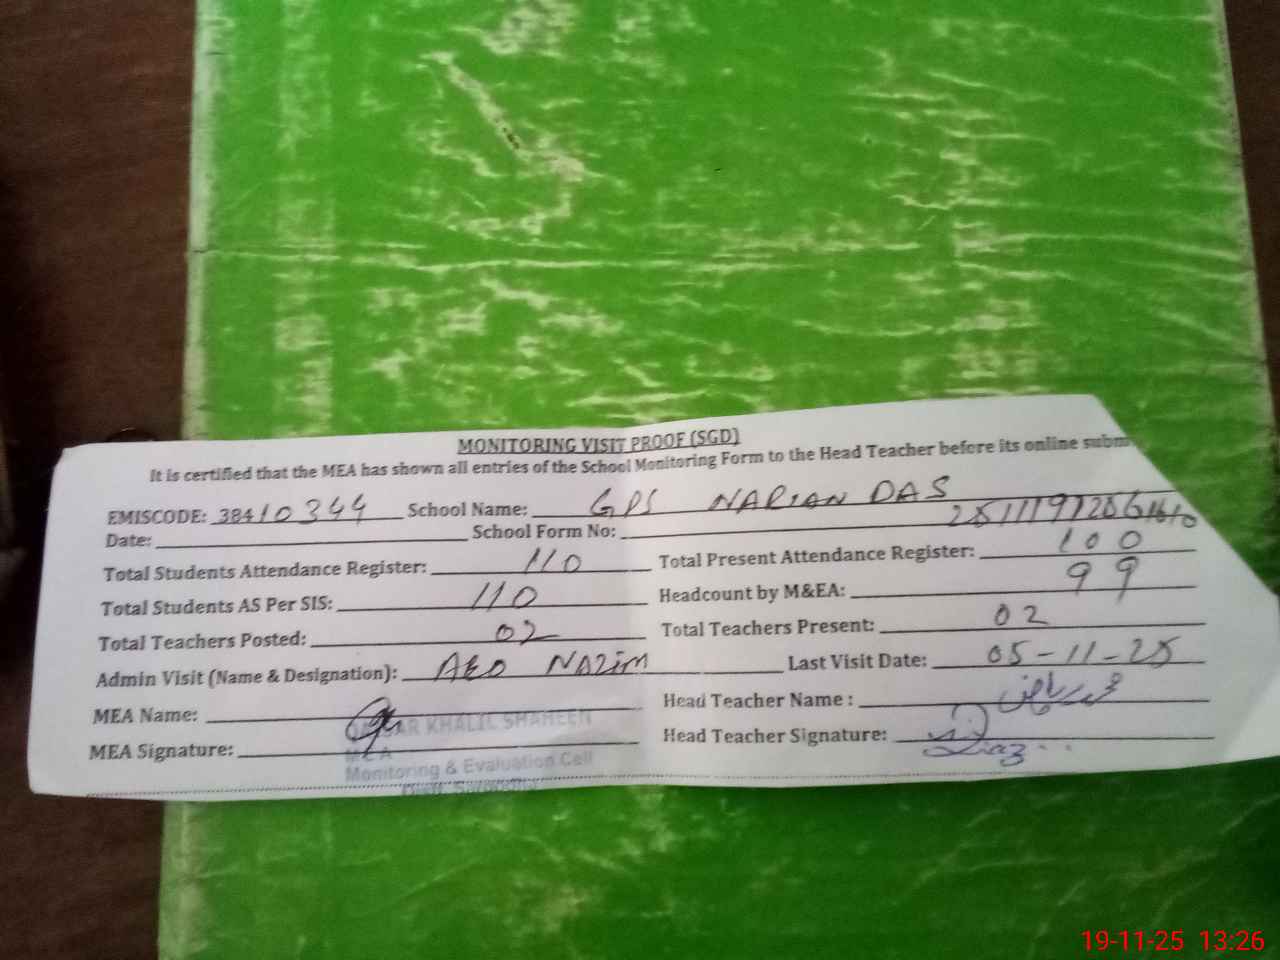 MONITORING VISIT PROOF (SGD)
It is certified that the MEA has shown all entries of the School Monitoring Form to the Head Teacher before its online subm
EMISCODE: 38410344 School Name: GPS NARIAN DAS
Date: School Form No:
Total Students Attendance Register: 110 Total Present Attendance Register: 100
Total Students AS Per SIS: 110 Headcount by M&EA: 99
Total Teachers Posted: 02 Total Teachers Present: 02
Admin Visit (Name & Designation): AEO NAZIM Last Visit Date: 05-11-25
MEA Name: Head Teacher Name :
KHALIL SHAHEEN
MEA Signature: Head Teacher Signature:
MEA
Monitoring & Evaluation Cell
19-11-25 13:26